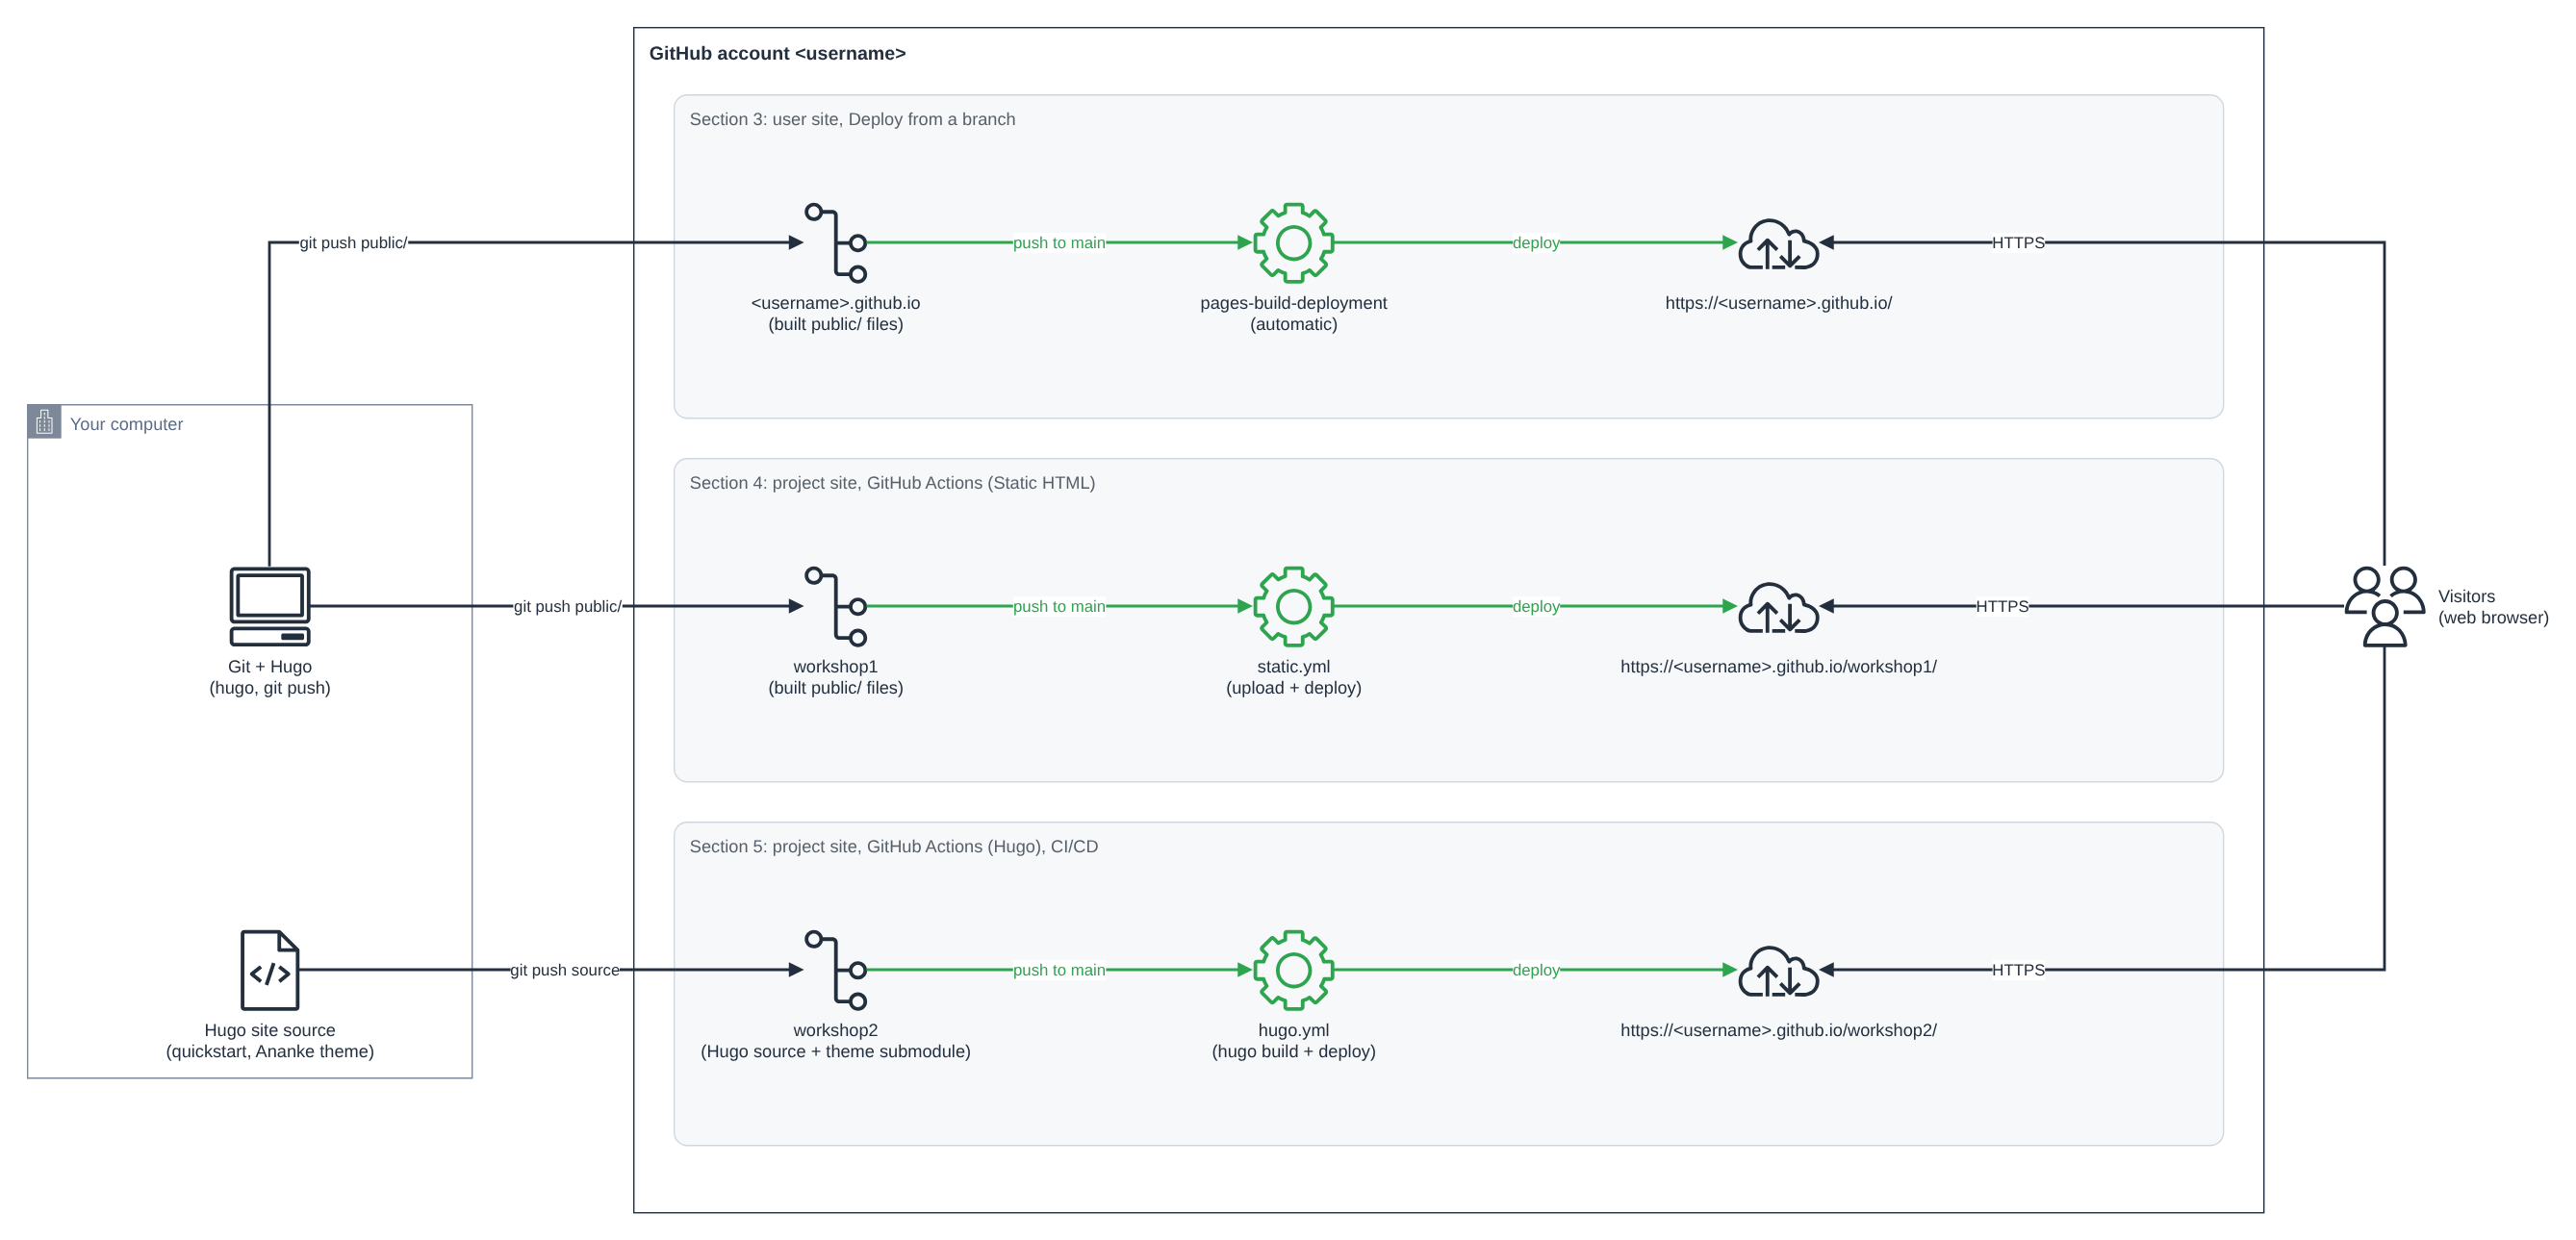 GitHub account <username>
Section 3: user site, Deploy from a branch
git push public/
push to main
deploy
HTTPS
<username>.github.io
(built public/ files)
pages-build-deployment
(automatic)
https://<username>.github.io/
Your computer
Section 4: project site, GitHub Actions (Static HTML)
git push public/
push to main
deploy
HTTPS
Visitors
(web browser)
Git + Hugo
(hugo, git push)
workshop1
(built public/ files)
static.yml
(upload + deploy)
https://<username>.github.io/workshop1/
Section 5: project site, GitHub Actions (Hugo), CI/CD
git push source
push to main
deploy
HTTPS
Hugo site source
(quickstart, Ananke theme)
workshop2
(Hugo source + theme submodule)
hugo.yml
(hugo build + deploy)
https://<username>.github.io/workshop2/